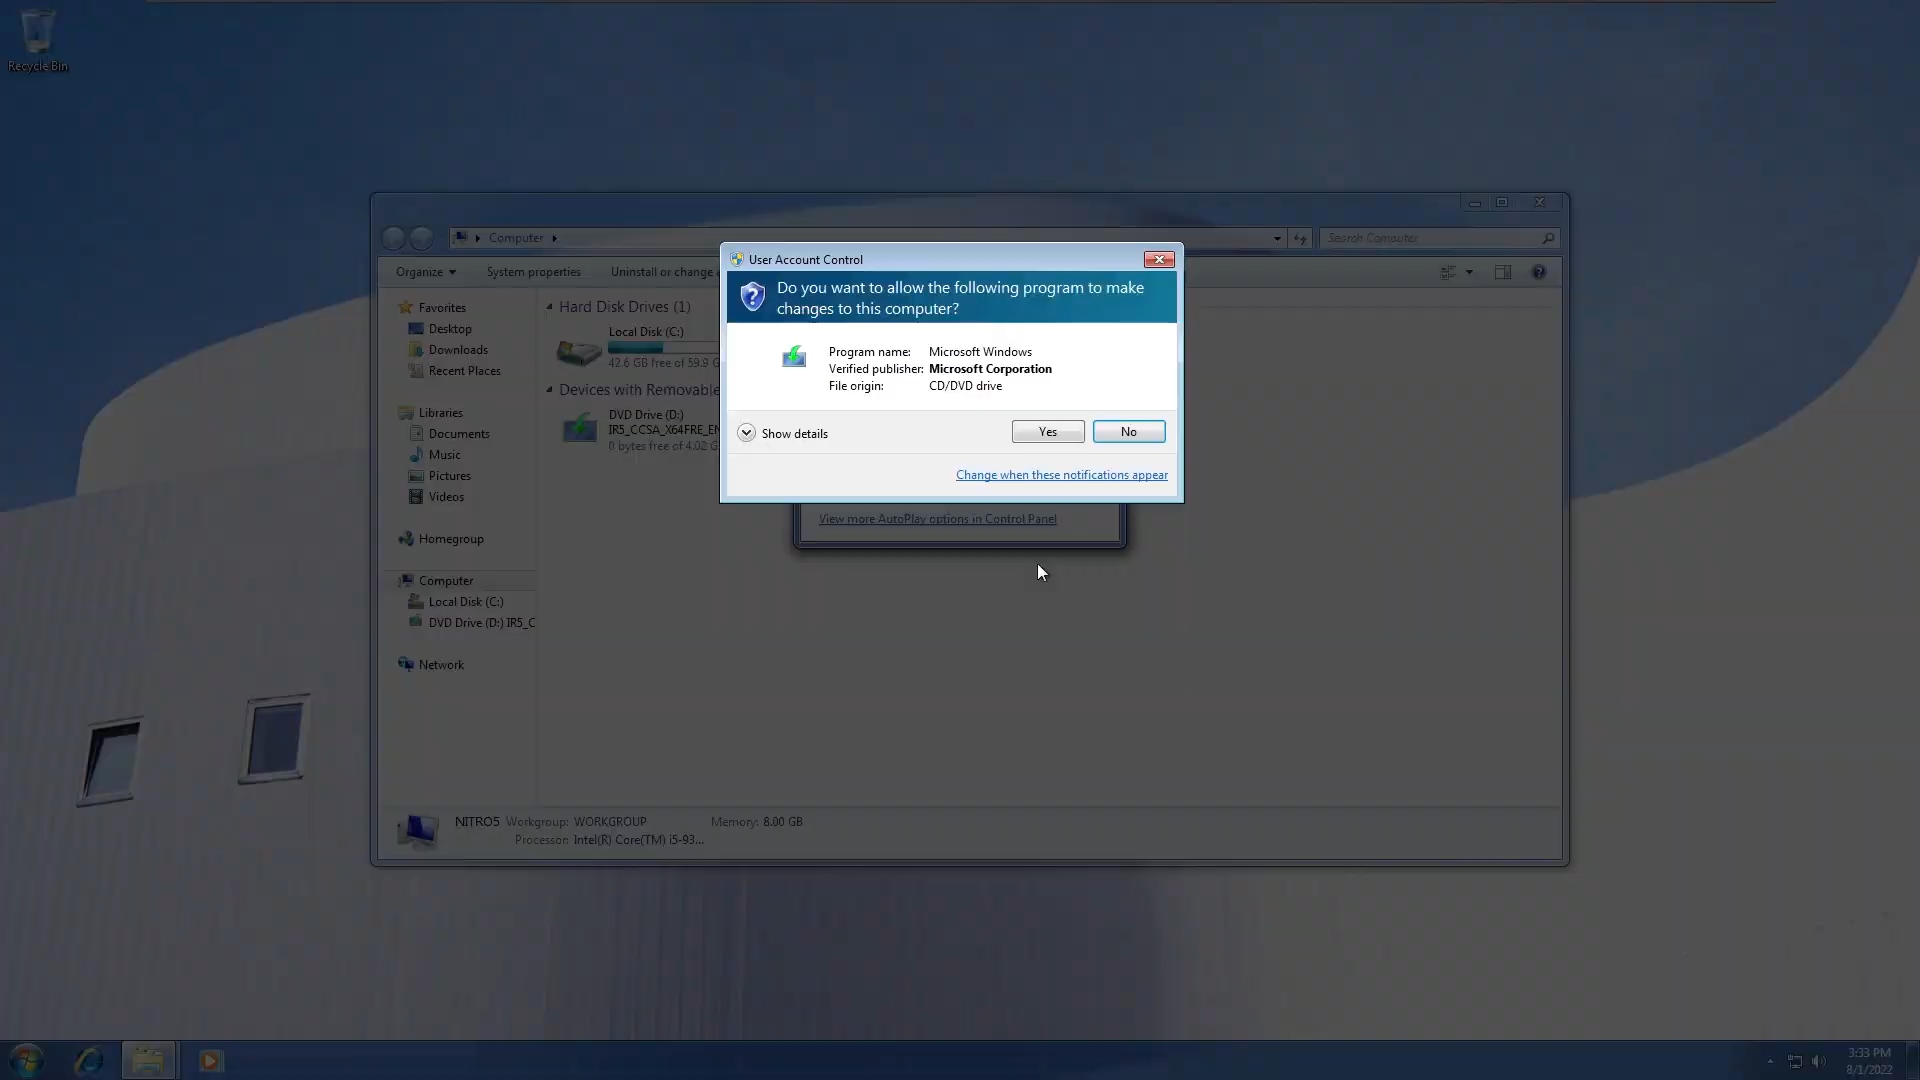 Recycle Bin
Computer
Search Computer
Organize
System properties
Uninstall or change
User Account Control
Do you want to allow the following program to make
changes to this computer?
Program name: Microsoft Windows
Verified publisher: Microsoft Corporation
File origin: CD/DVD drive
Show details
Yes
No
Change when these notifications appear
View more AutoPlay options in Control Panel
Favorites
Desktop
Downloads
Recent Places
Libraries
Documents
Music
Pictures
Videos
Homegroup
Computer
Local Disk (C:)
DVD Drive (D:) IR5_C
Network
Hard Disk Drives (1)
Local Disk (C:)
42.6 GB free of 59.9 G
Devices with Removable
DVD Drive (D:)
IR5_CCSA_X64FRE_EN
0 bytes free of 4.02 G
NITRO5 Workgroup: WORKGROUP Memory: 8.00 GB
Processor: Intel(R) Core(TM) i5-93...
3:33 PM
8/1/2022